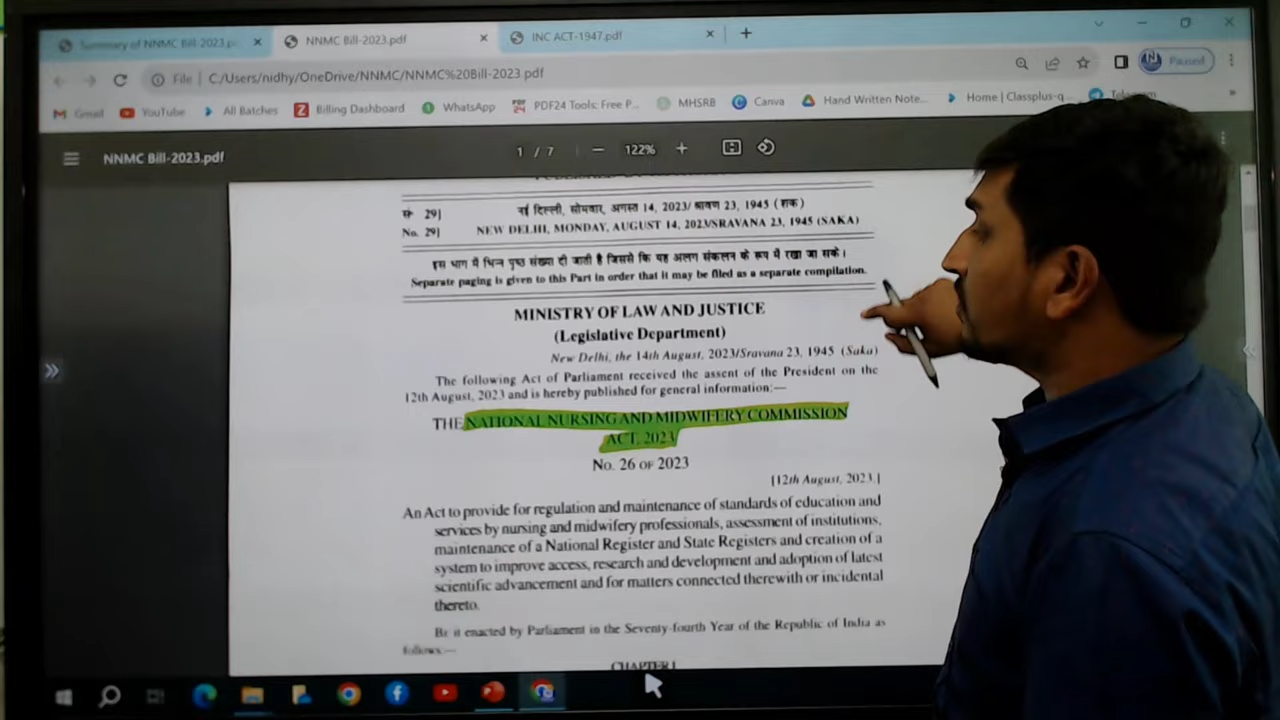 Summary of NNMC Bill-2023.p
NNMC Bill-2023.pdf
INC ACT-1947.pdf
File | C:/Users/nidhy/OneDrive/NNMC/NNMC%20Bill-2023.pdf
Paused
Gmail
YouTube
All Batches
Billing Dashboard
WhatsApp
PDF24 Tools: Free P...
MHSRB
Canva
Hand Written Note...
Home | Classplus-q
Telegram
NNMC Bill-2023.pdf
1 / 7
122%
सं 29]
नई दिल्ली, सोमवार, अगस्त 14, 2023/ श्रावण 23, 1945 (शक)
No. 29]
NEW DELHI, MONDAY, AUGUST 14, 2023/SRAVANA 23, 1945 (SAKA)
इस भाग में भिन्न पृष्ठ संख्या दी जाती है जिससे कि यह अलग संकलन के रूप में रखा जा सके।
Separate paging is given to this Part in order that it may be filed as a separate compilation.
MINISTRY OF LAW AND JUSTICE
(Legislative Department)
New Delhi, the 14th August, 2023/Sravana 23, 1945 (Saka)
The following Act of Parliament received the assent of the President on the
12th August, 2023 and is hereby published for general information:—
THE NATIONAL NURSING AND MIDWIFERY COMMISSION
ACT, 2023
No. 26 OF 2023
[12th August, 2023.]
An Act to provide for regulation and maintenance of standards of education and
services by nursing and midwifery professionals, assessment of institutions,
maintenance of a National Register and State Registers and creation of a
system to improve access, research and development and adoption of latest
scientific advancement and for matters connected therewith or incidental
thereto.
Be it enacted by Parliament in the Seventy-fourth Year of the Republic of India as
follows:—
CHAPTER I